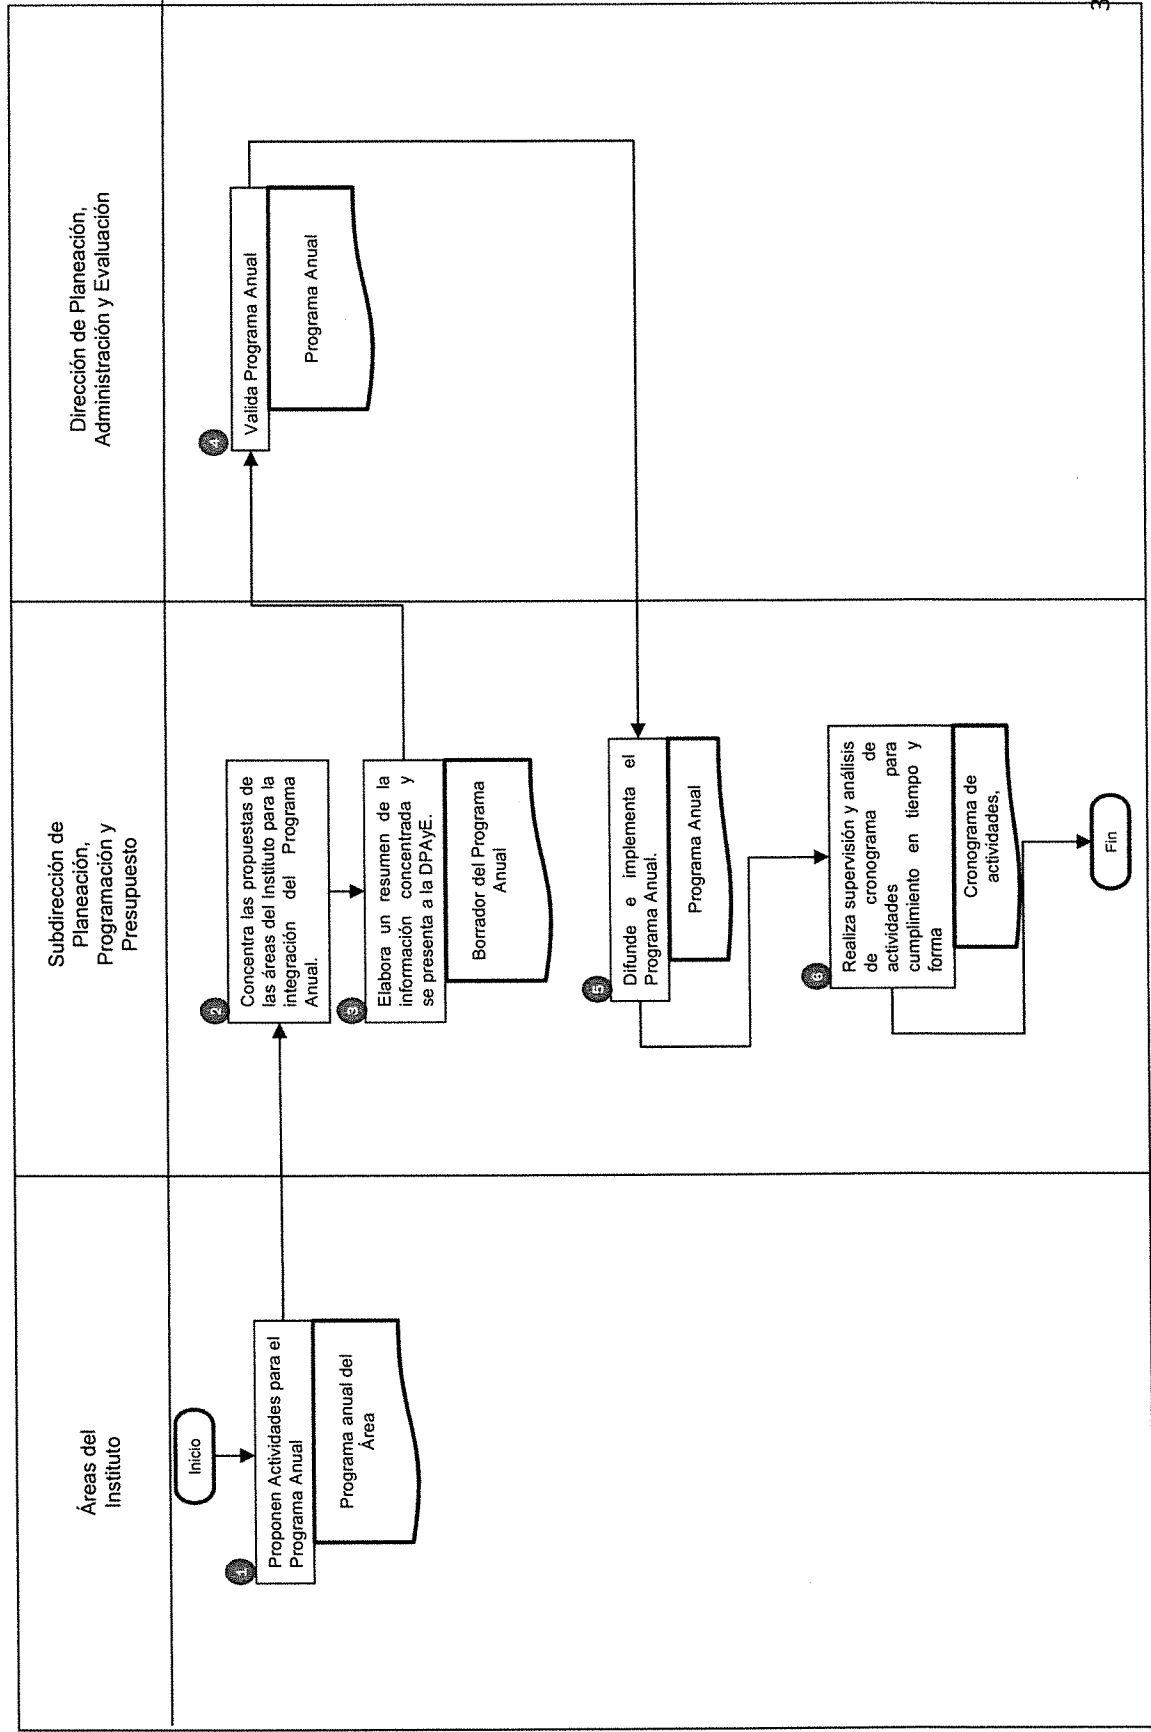 Áreas del
Instituto
Subdirección de
Planeación,
Programación y
Presupuesto
Dirección de Planeación,
Administración y Evaluación
Inicio
1
Proponen Actividades para el
Programa Anual
Programa anual del
Área
2
Concentra las propuestas de
las áreas del Instituto para la
integración del Programa
Anual.
3
Elabora un resumen de la
información concentrada y
se presenta a la DPAyE.
Borrador del Programa
Anual
4
Valida Programa Anual
Programa Anual
5
Difunde e implementa el
Programa Anual.
Programa Anual
6
Realiza supervisión y análisis
de cronograma de
actividades para
cumplimiento en tiempo y
forma
Cronograma de
actividades,
Fin
3